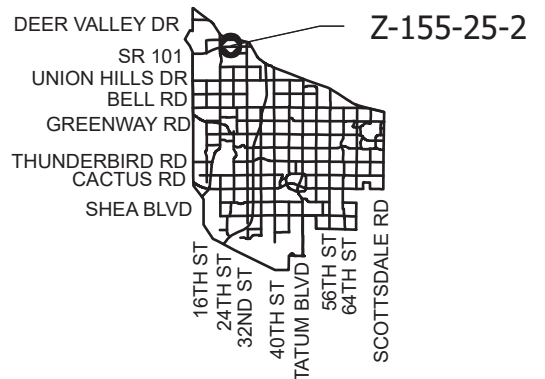 DEER VALLEY DR
Z-155-25-2
SR 101
UNION HILLS DR
BELL RD
GREENWAY RD
THUNDERBIRD RD
CACTUS RD
SHEA BLVD
16TH ST
24TH ST
32ND ST
40TH ST
TATUM BLVD
56TH ST
64TH ST
SCOTTSDALE RD